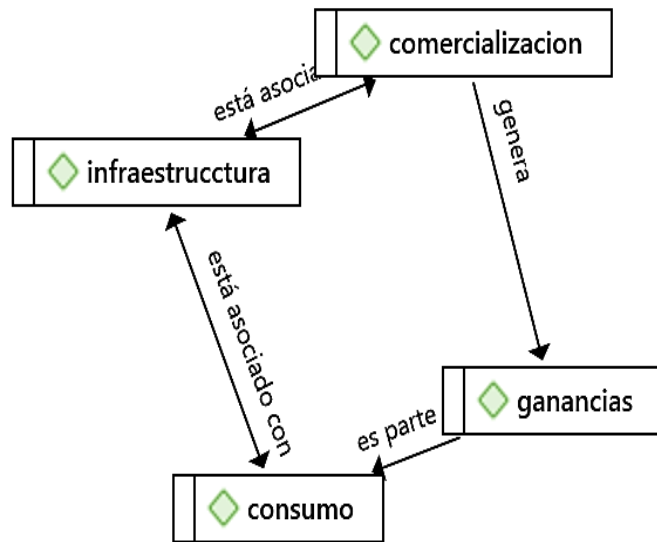 comercializacion
está asocia
genera
infraestrucctura
está asociado con
ganancias
es parte
consumo